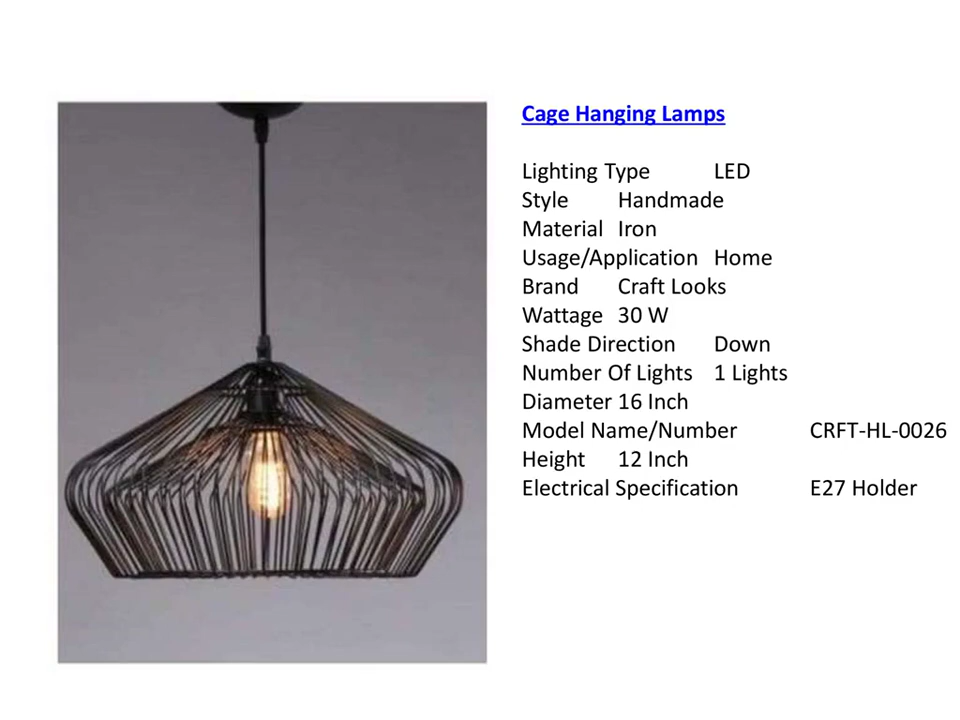 Cage Hanging Lamps
Lighting Type LED
Style Handmade
Material Iron
Usage/Application Home
Brand Craft Looks
Wattage 30 W
Shade Direction Down
Number Of Lights 1 Lights
Diameter 16 Inch
Model Name/Number CRFT-HL-0026
Height 12 Inch
Electrical Specification E27 Holder